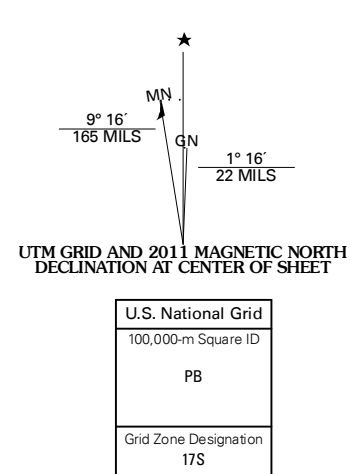 ★
MN
9° 16´
165 MILS
GN
1° 16´
22 MILS
UTM GRID AND 2011 MAGNETIC NORTH
DECLINATION AT CENTER OF SHEET
U.S. National Grid
100,000-m Square ID
PB
Grid Zone Designation
17S